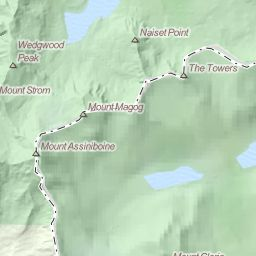 Naiset Point
Wedgwood
Peak
The Towers
Mount Strom
Mount Magog
Mount Assiniboine